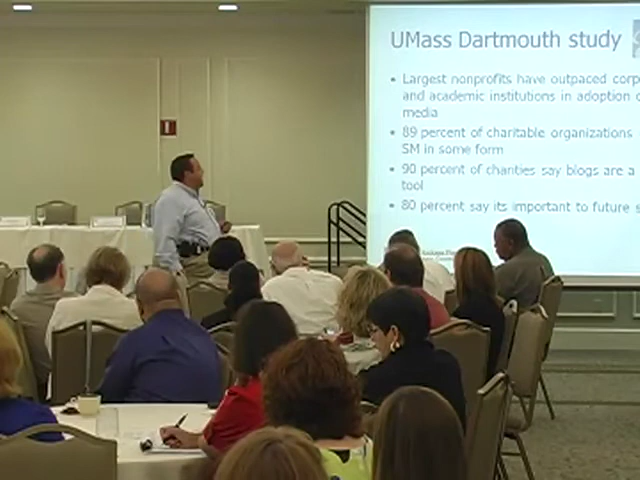 UMass Dartmouth study
• Largest nonprofits have outpaced corp
and academic institutions in adoption o
media
• 89 percent of charitable organizations
SM in some form
• 90 percent of charities say blogs are a
tool
• 80 percent say its important to future s